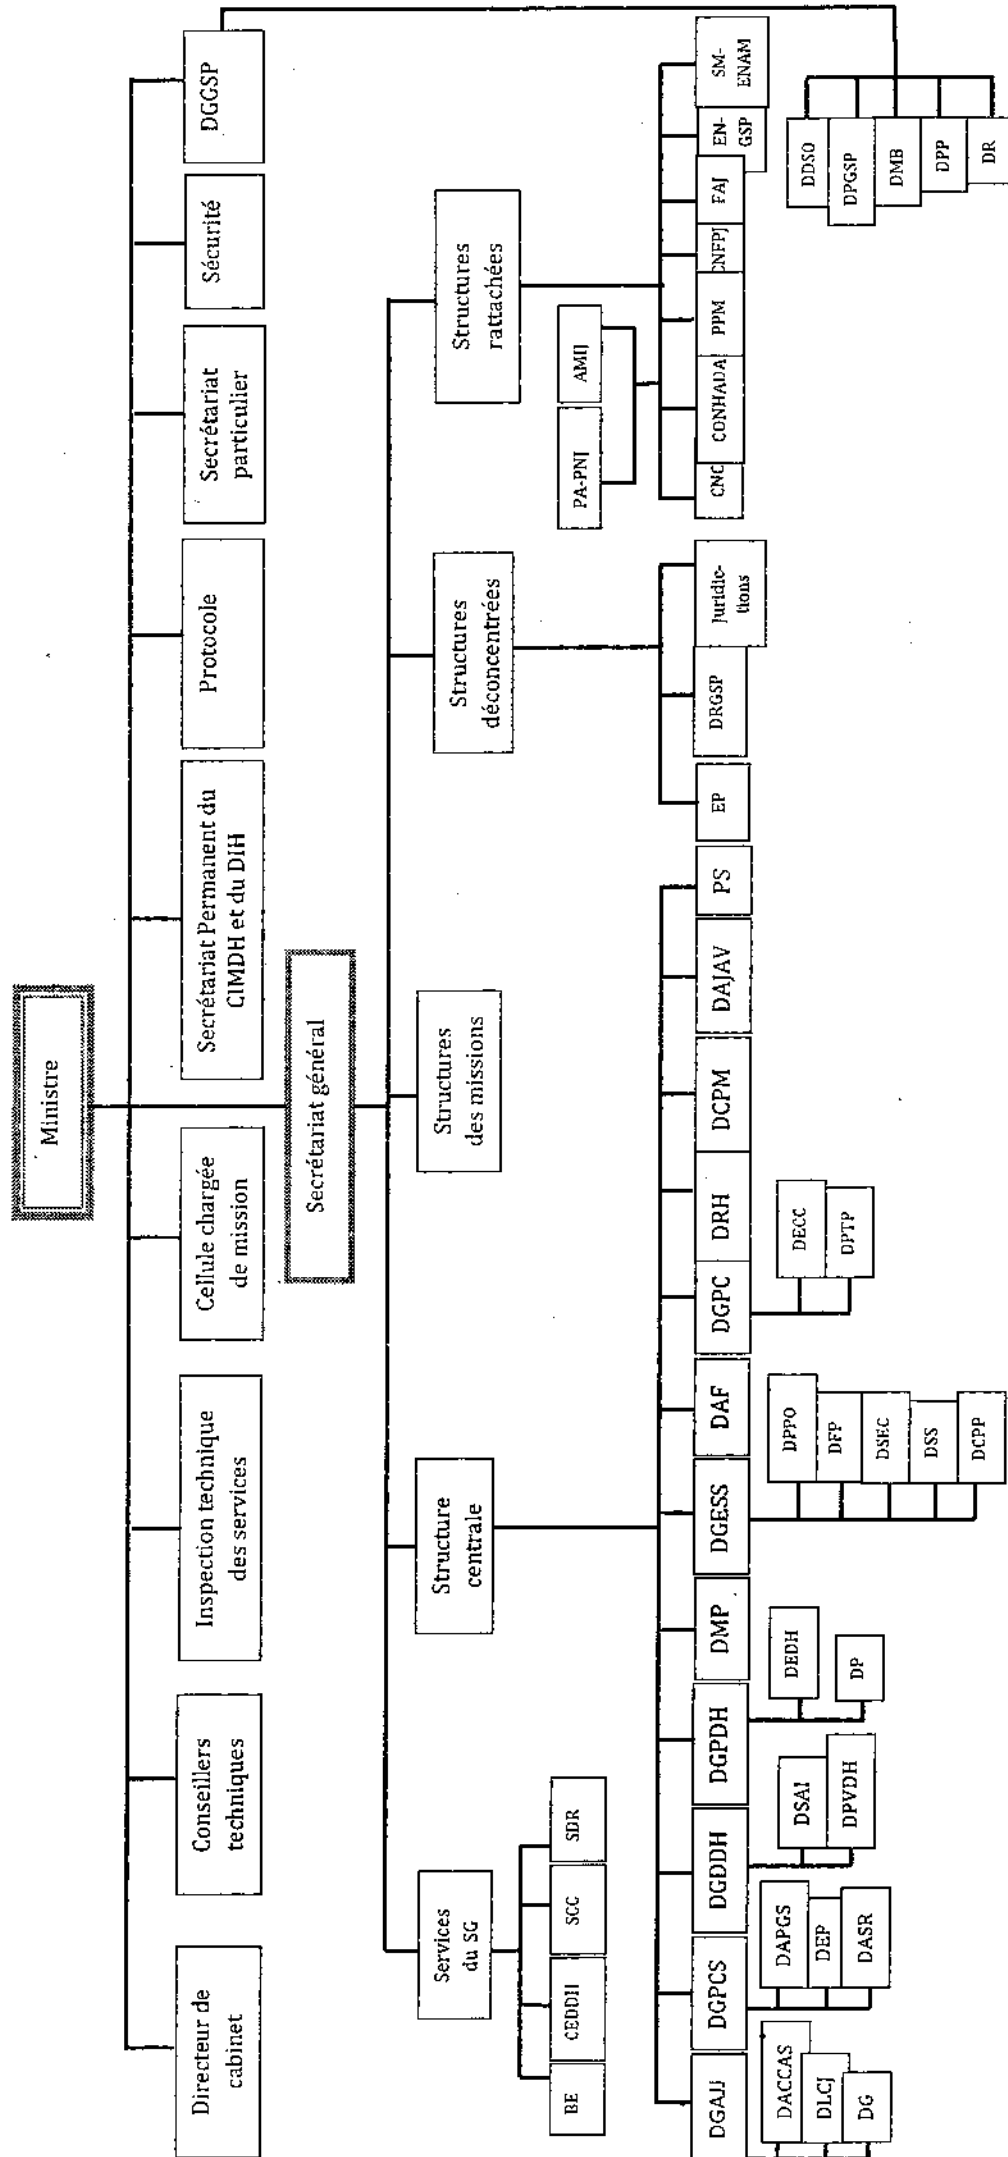 Ministre
Directeur de
cabinet
Conseillers
techniques
Inspection technique
des services
Cellule chargée
de mission
Secrétariat Permanent du
CIMDH et du DIH
Protocole
Secrétariat
particulier
Sécurité
DGGSP
Secrétariat général
Services
du SG
Structure
centrale
Structures
des missions
Structures
déconcentrées
Structures
rattachées
BE
CEDDH
SCC
SDR
PA-PNJ
AMIJ
DGAJJ
DGPCS
DGDDH
DGPDH
DMP
DGESS
DAF
DGPC
DRH
DCPM
DAJAV
PS
EP
DRGSP
Juridic-
tions
CNC
CONHADA
PPM
CNFPJ
FAJ
EN-
GSP
SM-
ENAM
DACCAS
DLCJ
DG
DAPGS
DEP
DASR
DSAI
DPVDH
DEDH
DP
DPPO
DFP
DSEC
DSS
DCPP
DECC
DPTP
DDSO
DPGSP
DMB
DPP
DR